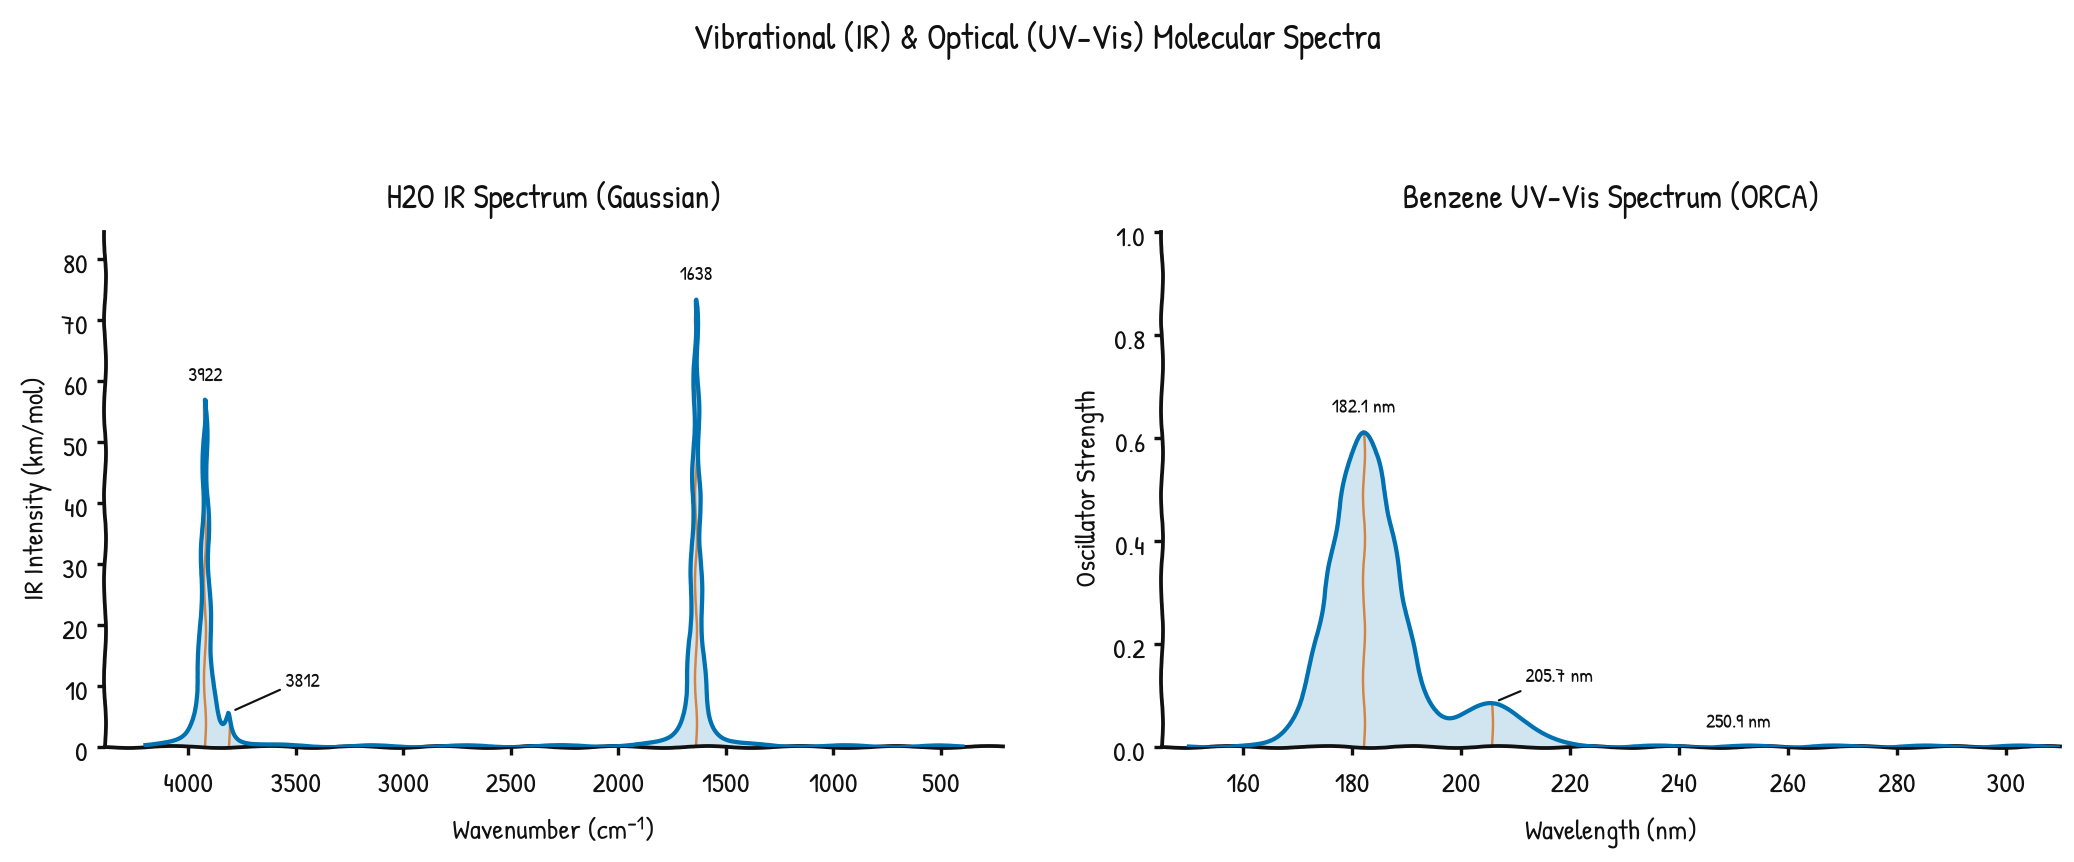 Vibrational (IR) & Optical (UV-Vis) Molecular Spectra
H2O IR Spectrum (Gaussian)
IR Intensity (km/mol)
80
70
60
50
40
30
20
10
0
3922
3812
1638
4000 3500 3000 2500 2000 1500 1000 500
Wavenumber (cm⁻¹)
Benzene UV-Vis Spectrum (ORCA)
Oscillator Strength
1.0
0.8
0.6
0.4
0.2
0.0
182.1 nm
205.7 nm
250.9 nm
160 180 200 220 240 260 280 300
Wavelength (nm)